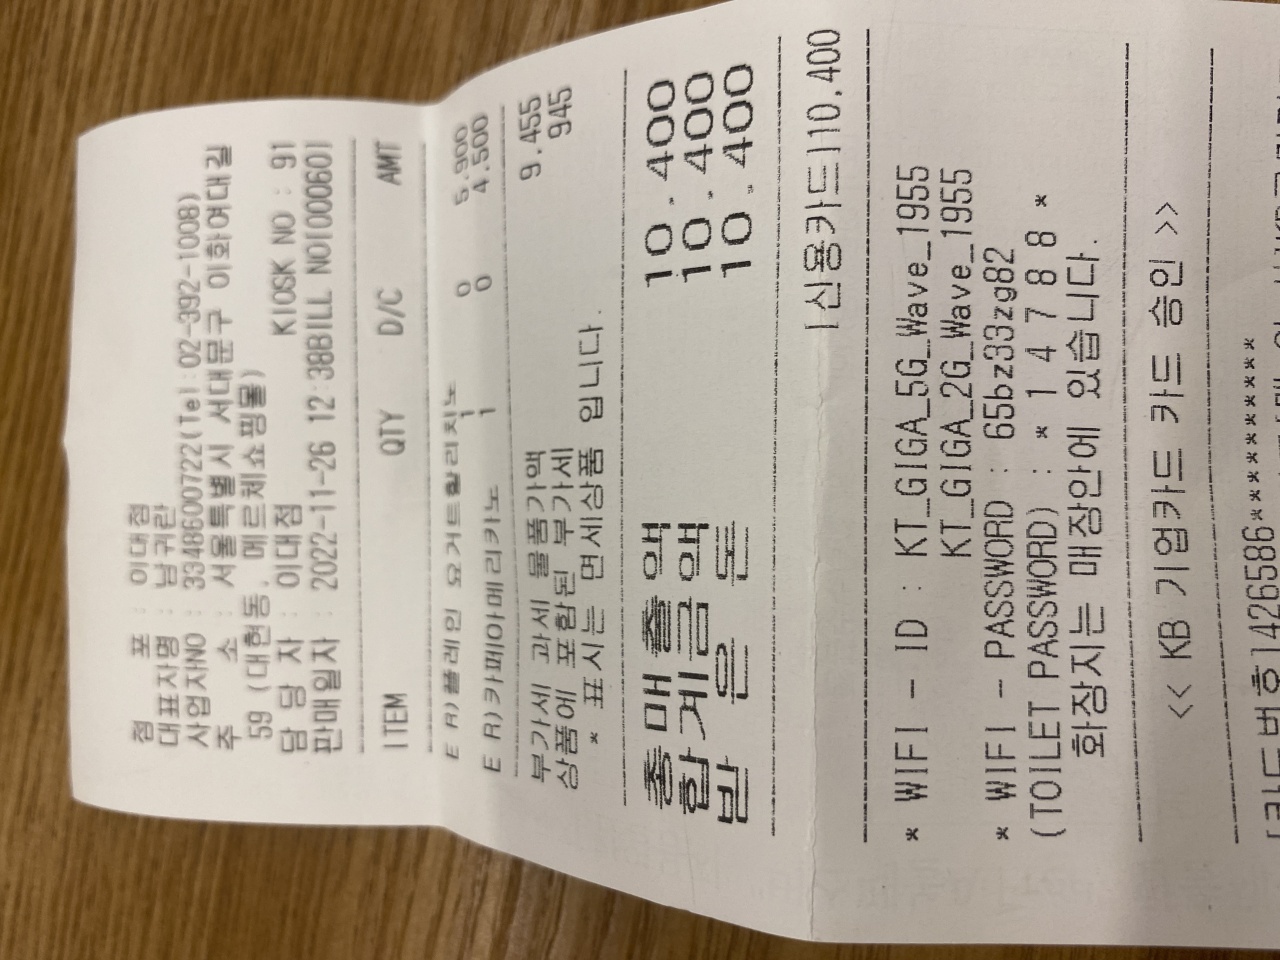 점 포 : 이대점
대표자명 : 남귀란
사업자NO : 3348600722(Tel:02-392-1008)
주 소 : 서울특별시 서대문구 이화여대길
59 (대현동, 메르체쇼핑몰)
담 당 자 : 이대점 KIOSK NO : 91
판매일자 : 2022-11-26 12:38BILL NO:000601
ITEM QTY D/C AMT
E R)플레인 요거트할리치노
1 0 5,900
E R)카페아메리카노 1 0 4,500
부가세 과세 물품가액 9,455
상품에 포함된 부가세 945
* 표시는 면세상품 입니다.
총매출액 10,400
합계금액 10,400
받 은 돈 10,400
[신용카드]10,400
* WIFI - ID : KT_GIGA_5G_Wave_1955
KT_GIGA_2G_Wave_1955
* WIFI - PASSWORD : 65bz33zg82
(TOILET PASSWORD) : * 1 4 7 8 8 *
화장지는 매장안에 있습니다.
<< KB 기업카드 카드 승인 >>
[카드번호]426586**********